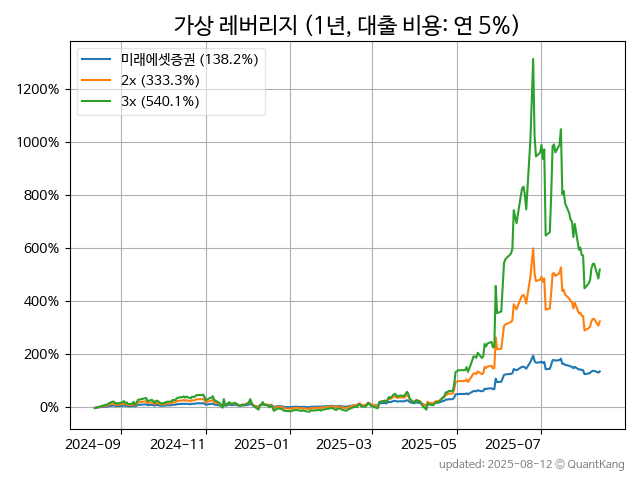 가상 레버리지 (1년, 대출 비용: 연 5%)
미래에셋증권 (138.2%)
2x (333.3%)
3x (540.1%)
1200%
1000%
800%
600%
400%
200%
0%
2024-09 2024-11 2025-01 2025-03 2025-05 2025-07
updated: 2025-08-12 © QuantKang